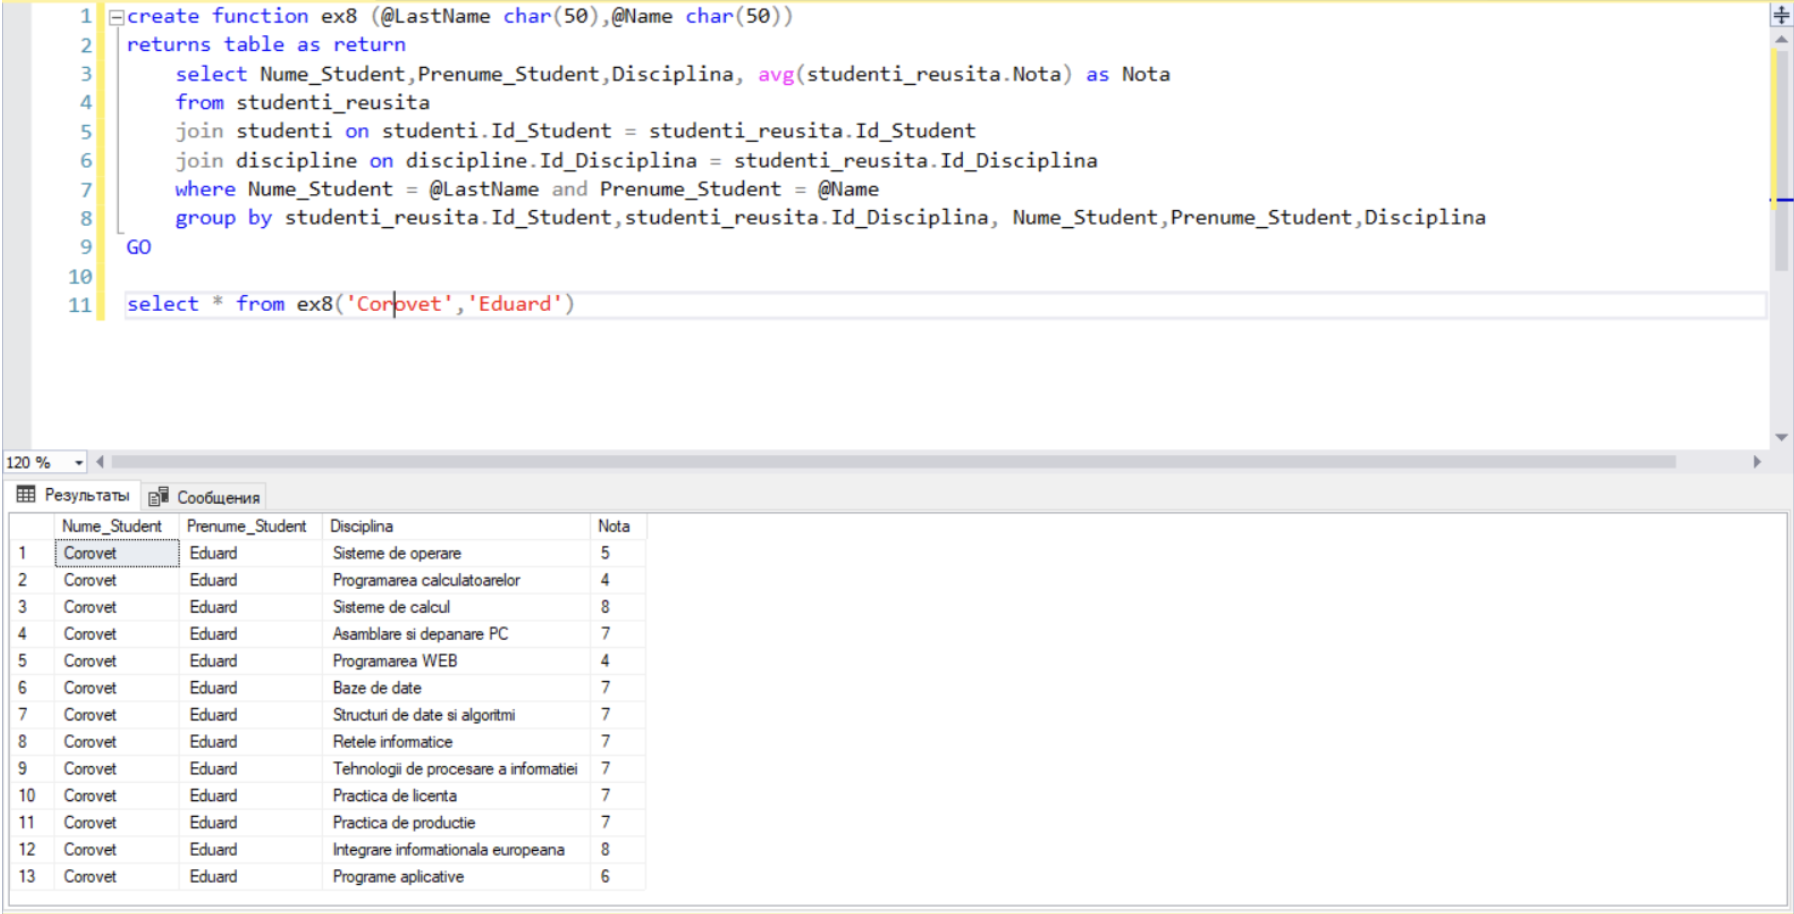 1 create function ex8 (@LastName char(50),@Name char(50))
2 returns table as return
3 select Nume_Student,Prenume_Student,Disciplina, avg(studenti_reusita.Nota) as Nota
4 from studenti_reusita
5 join studenti on studenti.Id_Student = studenti_reusita.Id_Student
6 join discipline on discipline.Id_Disciplina = studenti_reusita.Id_Disciplina
7 where Nume_Student = @LastName and Prenume_Student = @Name
8 group by studenti_reusita.Id_Student,studenti_reusita.Id_Disciplina, Nume_Student,Prenume_Student,Disciplina
9 GO
10
11 select * from ex8('Corovet','Eduard')
120 %
Результаты Сообщения
Nume_Student Prenume_Student Disciplina Nota
1 Corovet Eduard Sisteme de operare 5
2 Corovet Eduard Programarea calculatoarelor 4
3 Corovet Eduard Sisteme de calcul 8
4 Corovet Eduard Asamblare si depanare PC 7
5 Corovet Eduard Programarea WEB 4
6 Corovet Eduard Baze de date 7
7 Corovet Eduard Structuri de date si algoritmi 7
8 Corovet Eduard Retele informatice 7
9 Corovet Eduard Tehnologii de procesare a informatiei 7
10 Corovet Eduard Practica de licenta 7
11 Corovet Eduard Practica de productie 7
12 Corovet Eduard Integrare informationala europeana 8
13 Corovet Eduard Programe aplicative 6